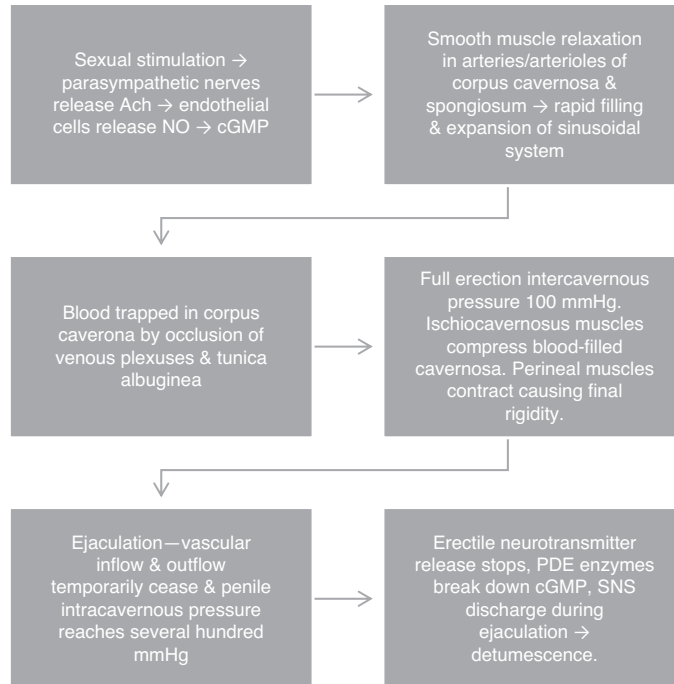 Sexual stimulation →
parasympathetic nerves
release Ach → endothelial
cells release NO → cGMP
Smooth muscle relaxation
in arteries/arterioles of
corpus cavernosa &
spongiosum → rapid filling
& expansion of sinusoidal
system
Blood trapped in corpus
caverona by occlusion of
venous plexuses & tunica
albuginea
Full erection intercavernous
pressure 100 mmHg.
Ischiocavernosus muscles
compress blood-filled
cavernosa. Perineal muscles
contract causing final
rigidity.
Ejaculation—vascular
inflow & outflow
temporarily cease & penile
intracavernous pressure
reaches several hundred
mmHg
Erectile neurotransmitter
release stops, PDE enzymes
break down cGMP, SNS
discharge during
ejaculation →
detumescence.